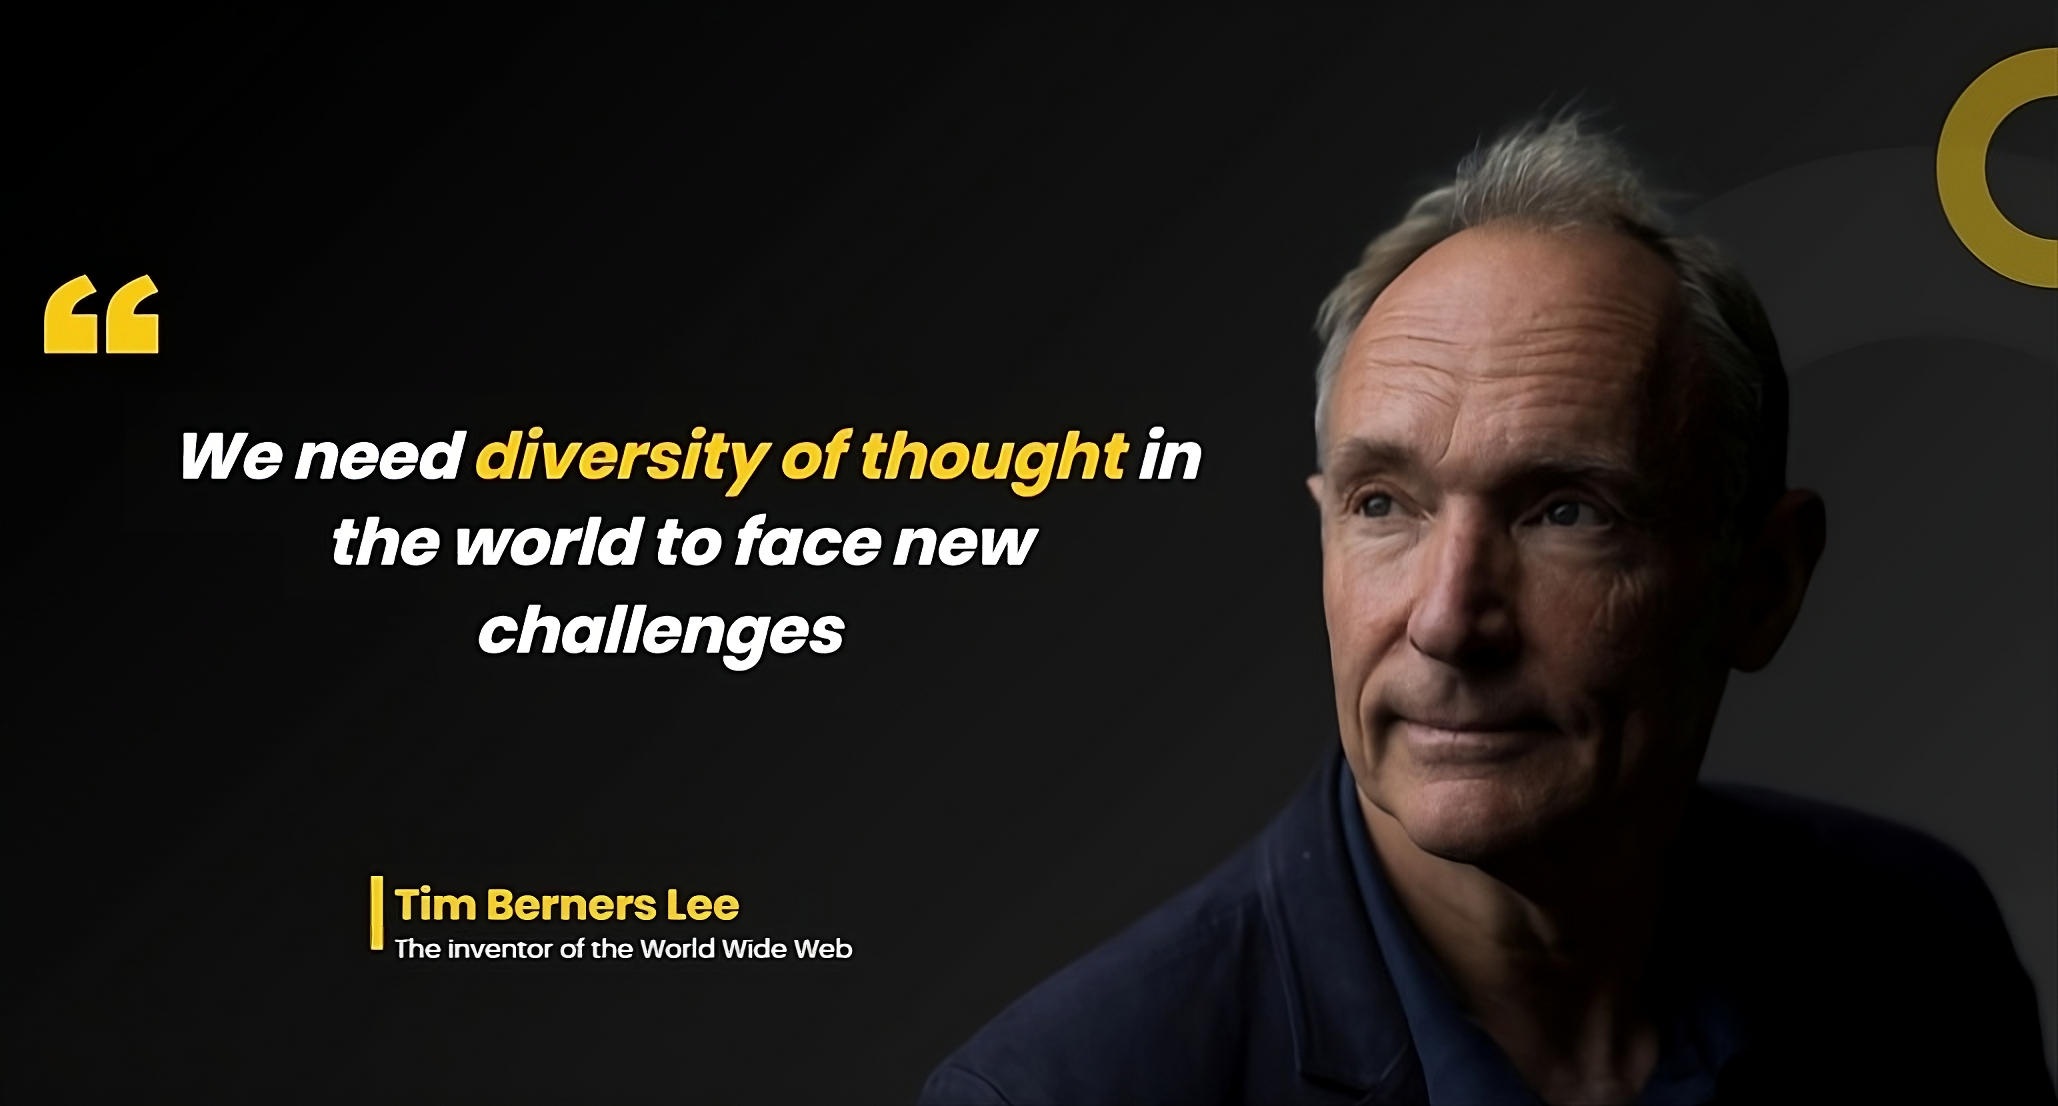 “
We need diversity of thought in
the world to face new
challenges
Tim Berners Lee
The inventor of the World Wide Web